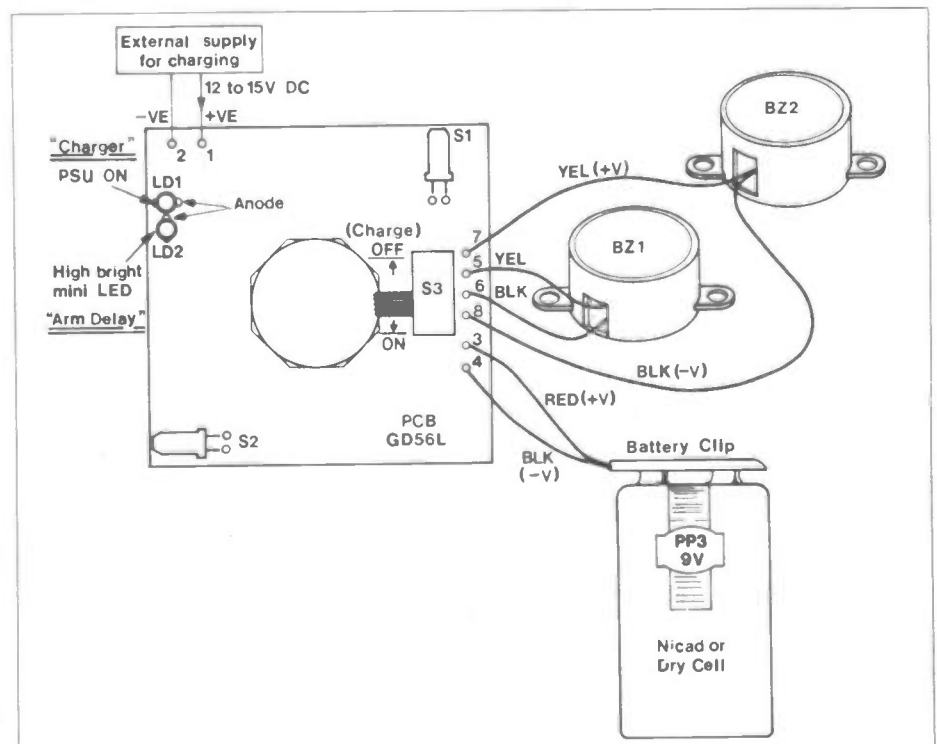 External supply
for charging
12 to 15V DC
-VE
+VE
2
1
"Charger"
PSU ON
LD1
Anode
LD2
High bright
mini LED
"Arm Delay"
S1
(Charge)
OFF
S3
ON
7
5
6
8
3
4
S2
PCB
GD56L
YEL (+V)
BZ2
YEL
BLK
BZ1
BLK (-V)
RED (+V)
BLK
(-V)
Battery Clip
PP3
9V
Nicad or
Dry Cell